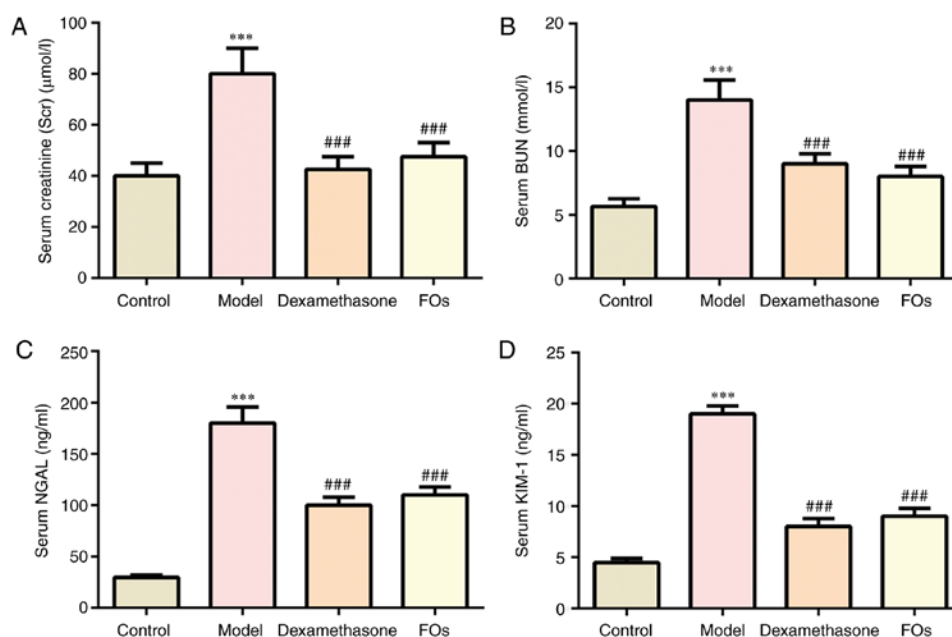 A
Serum creatinine (Scr) (μmol/l)
100
80
60
40
20
0
***
###
###
Control Model Dexamethasone FOs
B
Serum BUN (mmol/l)
20
15
10
5
0
***
###
###
Control Model Dexamethasone FOs
C
Serum NGAL (ng/ml)
250
200
150
100
50
0
***
###
###
Control Model Dexamethasone FOs
D
Serum KIM-1 (ng/ml)
25
20
15
10
5
0
***
###
###
Control Model Dexamethasone FOs